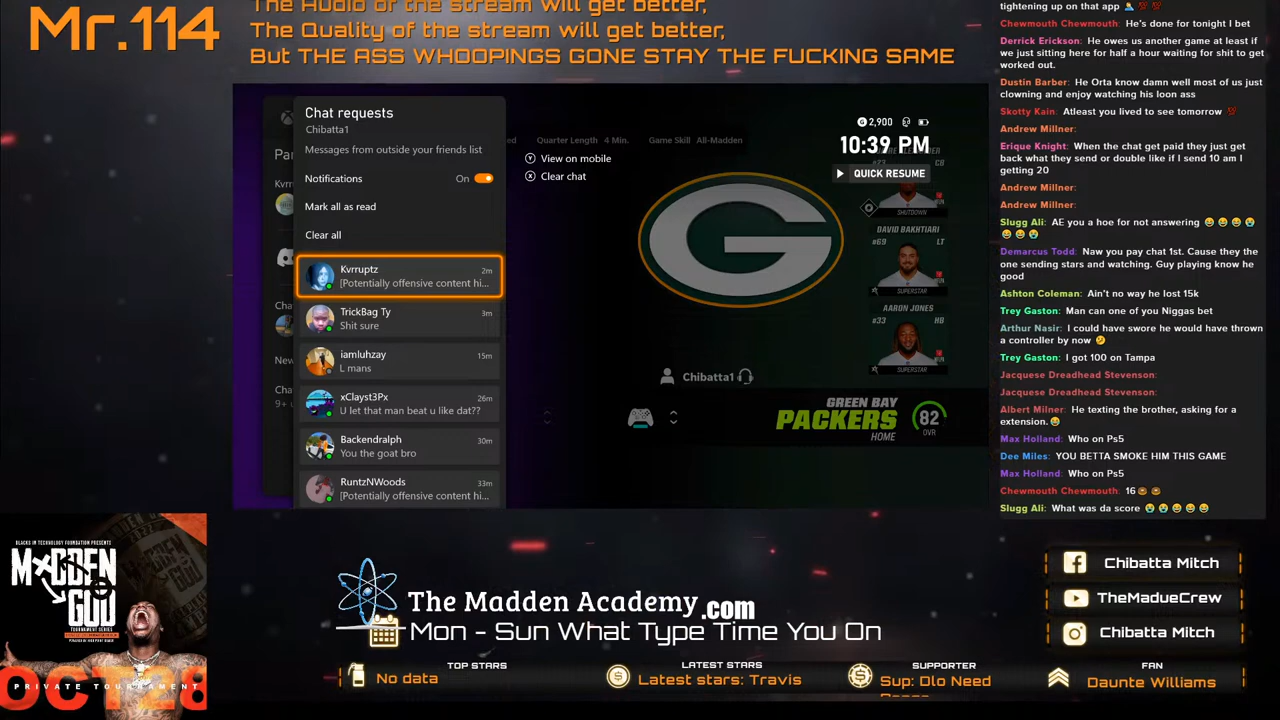 Mr.114
The Audio of the stream will get better,
The Quality of the stream will get better,
But THE ASS WHOOPINGS GONE STAY THE FUCKING SAME
Chat requests
Chibatta1
Messages from outside your friends list
Notifications On
Mark all as read
Clear all
Kvrruptz 2m
[Potentially offensive content hi...
TrickBag Ty 3m
Shit sure
iamluhzay 15m
L mans
xClayst3Px 26m
U let that man beat u like dat??
Backendralph 30m
You the goat bro
RuntzNWoods 33m
[Potentially offensive content hi...
Quarter Length 4 Min. Game Skill All-Madden
View on mobile
Clear chat
2,900
10:39 PM
QUICK RESUME
#23 CB
SHUTDOWN
DAVID BAKHTIARI
#69 LT
SUPERSTAR
AARON JONES
#33 HB
SUPERSTAR
Chibatta1
GREEN BAY
PACKERS
HOME
82
OVR
tightening up on that app
Chewmouth Chewmouth: He's done for tonight I bet
Derrick Erickson: He owes us another game at least if
we just sitting here for half a hour waiting for shit to get
worked out.
Dustin Barber: He Orta know damn well most of us just
clowning and enjoy watching his loon ass
Skotty Kain: Atleast you lived to see tomorrow 💯
Andrew Millner:
Erique Knight: When the chat get paid they just get
back what they send or double like if I send 10 am I
getting 20
Andrew Millner:
Andrew Millner:
Slugg Ali: AE you a hoe for not answering
Demarcus Todd: Naw you pay chat 1st. Cause they the
one sending stars and watching. Guy playing know he
good
Ashton Coleman: Ain't no way he lost 15k
Trey Gaston: Man can one of you Niggas bet
Arthur Nasir: I could have swore he would have thrown
a controller by now
Trey Gaston: I got 100 on Tampa
Jacquese Dreadhead Stevenson:
Jacquese Dreadhead Stevenson:
Albert Milner: He texting the brother, asking for a
extension.
Max Holland: Who on Ps5
Dee Miles: YOU BETTA SMOKE HIM THIS GAME
Max Holland: Who on Ps5
Chewmouth Chewmouth: 16
Slugg Ali: What was da score
BLACKS IN TECHNOLOGY FOUNDATION PRESENTS
MADDEN
GOD
TOURNAMENT SERIES
PRIVATE TOURNAMENT
The Madden Academy.com
Mon - Sun What Type Time You On
Chibatta Mitch
TheMadueCrew
Chibatta Mitch
TOP STARS
No data
LATEST STARS
Latest stars: Travis
SUPPORTER
Sup: Dlo Need
FAN
Daunte Williams